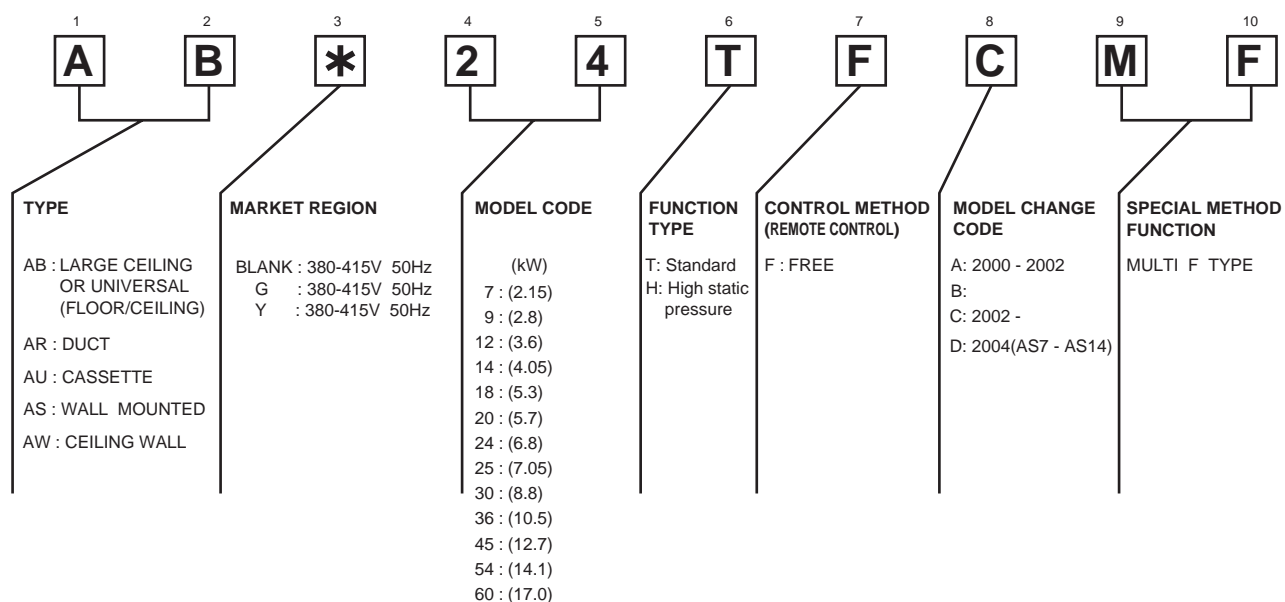 1 2 3 4 5 6 7 8 9 10
A B * 2 4 T F C M F
TYPE
AB : LARGE CEILING
OR UNIVERSAL
(FLOOR/CEILING)
AR : DUCT
AU : CASSETTE
AS : WALL MOUNTED
AW : CEILING WALL
MARKET REGION
BLANK : 380-415V 50Hz
G : 380-415V 50Hz
Y : 380-415V 50Hz
MODEL CODE
(kW)
7 : (2.15)
9 : (2.8)
12 : (3.6)
14 : (4.05)
18 : (5.3)
20 : (5.7)
24 : (6.8)
25 : (7.05)
30 : (8.8)
36 : (10.5)
45 : (12.7)
54 : (14.1)
60 : (17.0)
FUNCTION
TYPE
T: Standard
H: High static
pressure
CONTROL METHOD
(REMOTE CONTROL)
F : FREE
MODEL CHANGE
CODE
A: 2000 - 2002
B:
C: 2002 -
D: 2004(AS7 - AS14)
SPECIAL METHOD
FUNCTION
MULTI F TYPE